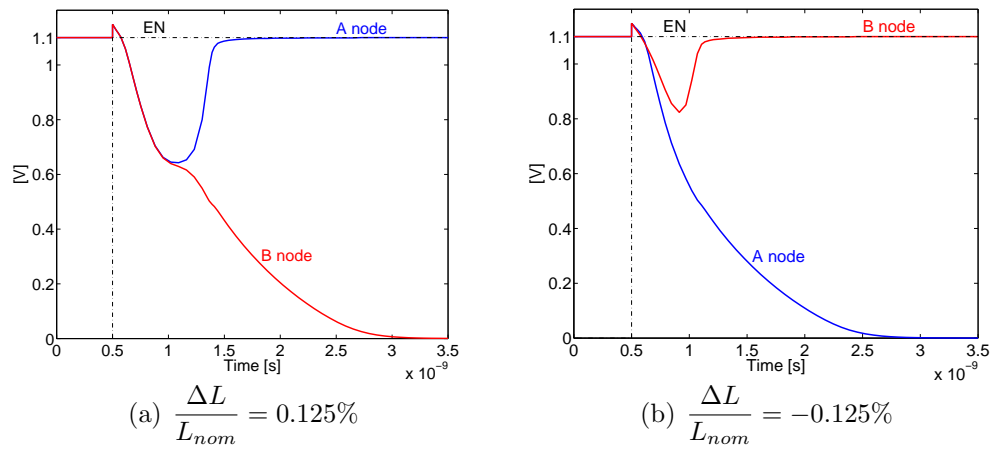 EN
A node
1.1
1
0.8
0.6
[V]
0.4
B node
0.2
0
0
0.5
1
1.5
2
2.5
3
3.5
Time [s]
x 10⁻⁹
(a) ΔL/L_nom = 0.125%
EN
B node
1.1
1
0.8
0.6
[V]
0.4
A node
0.2
0
0
0.5
1
1.5
2
2.5
3
3.5
Time [s]
x 10⁻⁹
(b) ΔL/L_nom = −0.125%